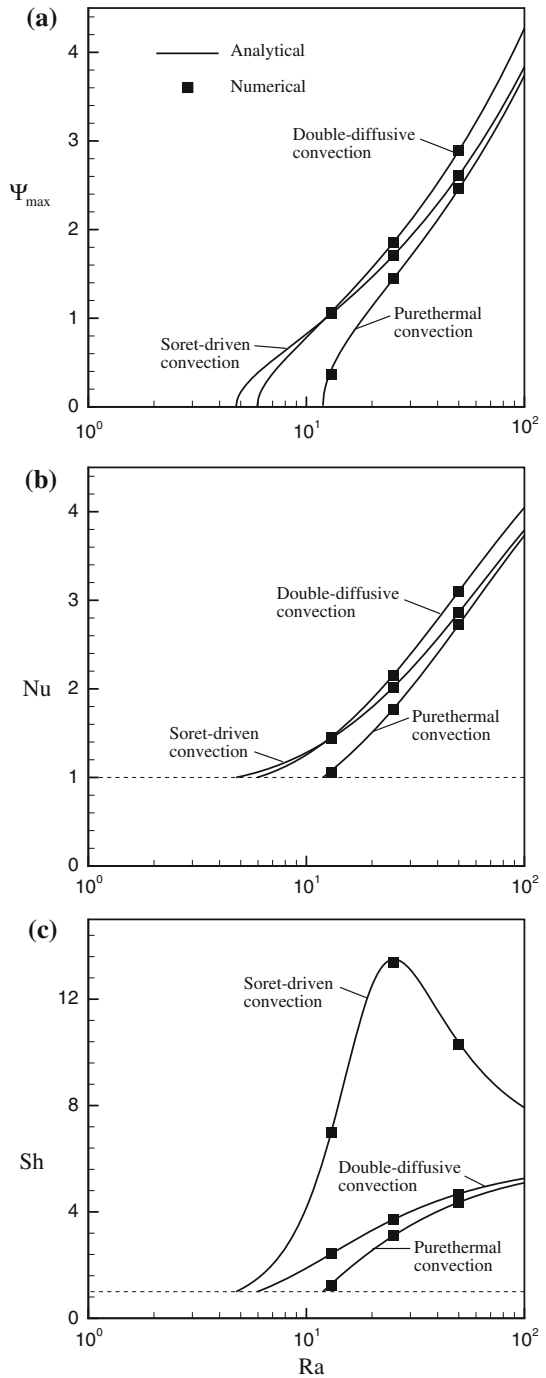 (a)
Analytical
Numerical
Double-diffusive
convection
Ψmax
Soret-driven
convection
Purethermal
convection
4
3
2
1
0
10^0
10^1
10^2
(b)
Double-diffusive
convection
Nu
Soret-driven
convection
Purethermal
convection
4
3
2
1
0
10^0
10^1
10^2
(c)
Soret-driven
convection
Sh
Double-diffusive
convection
Purethermal
convection
12
8
4
0
10^0
10^1
10^2
Ra